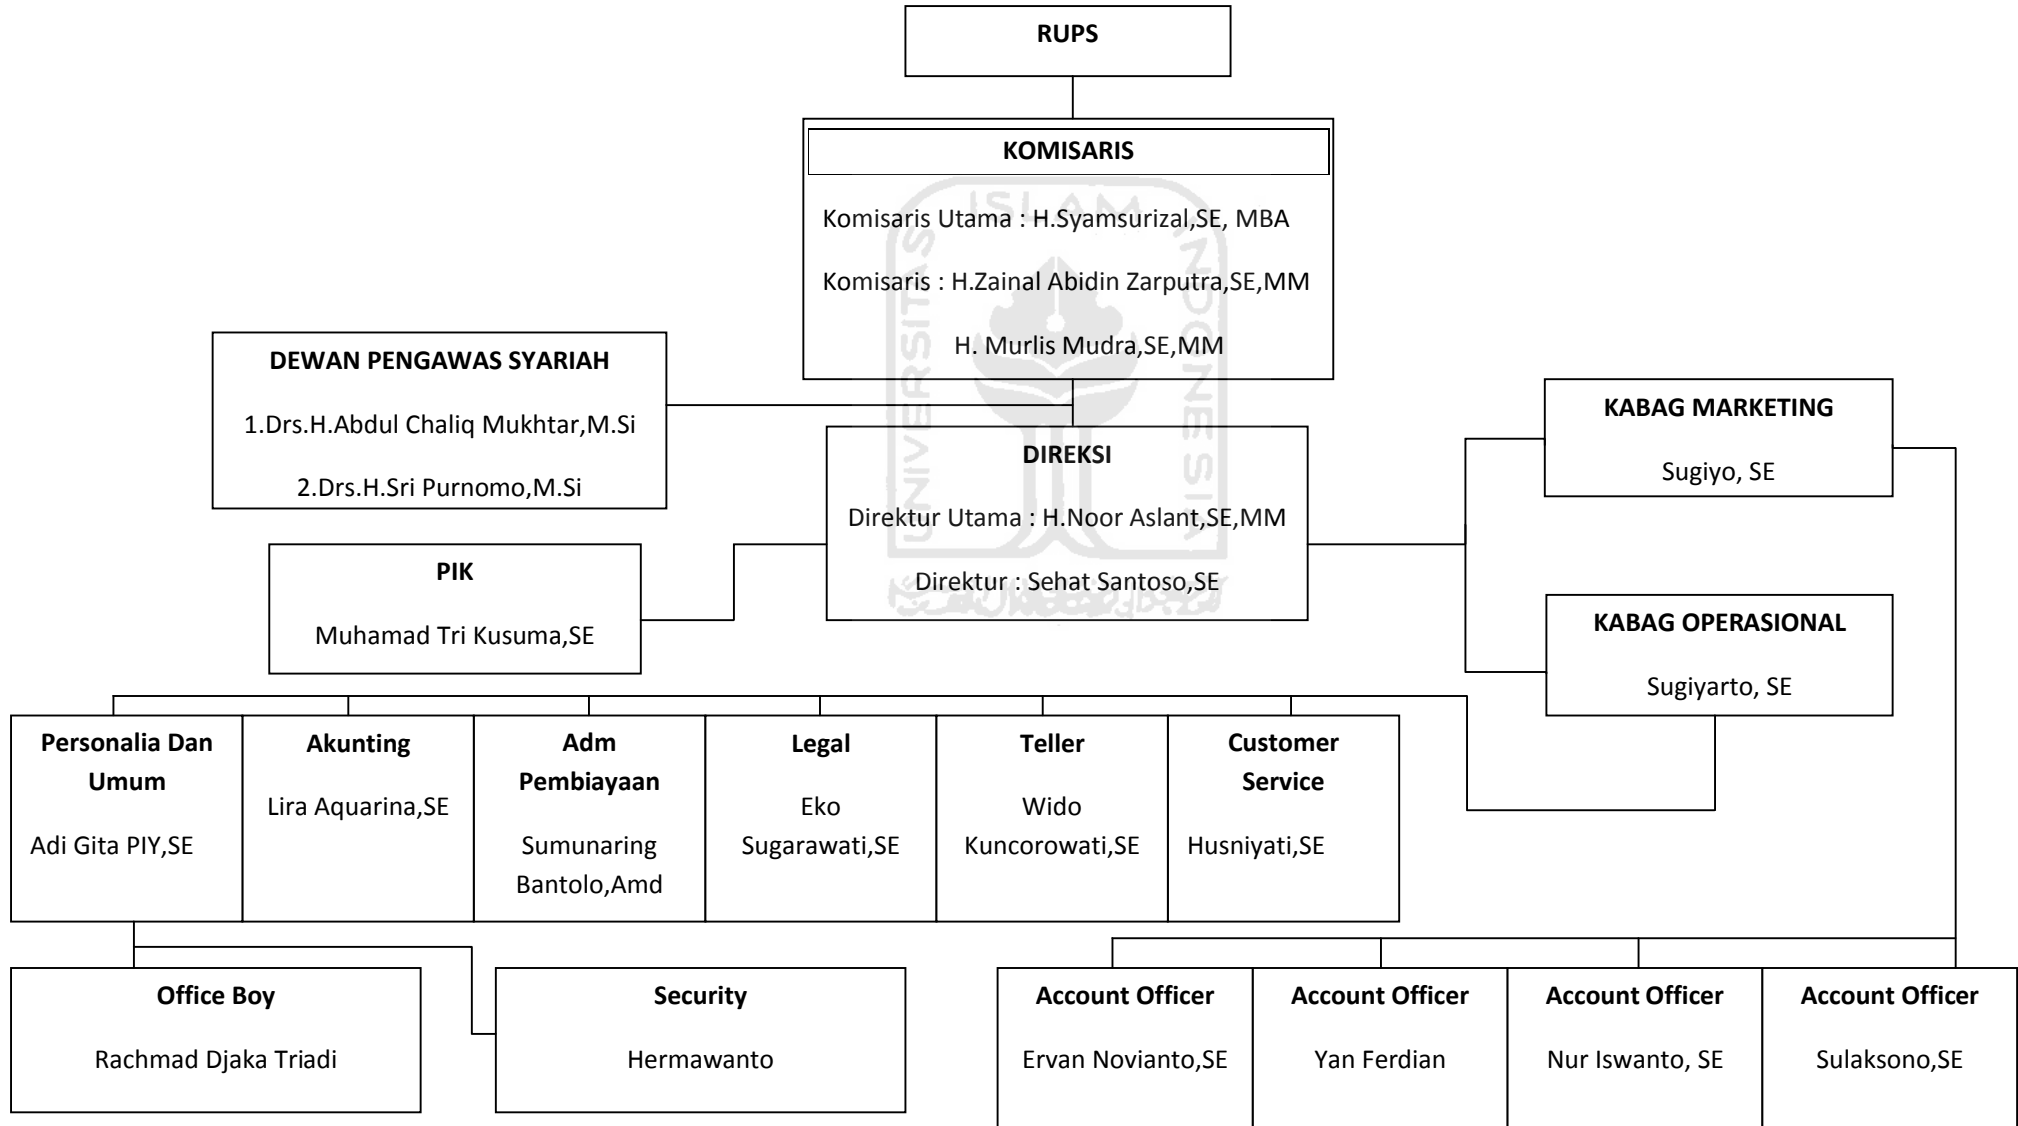 RUPS
KOMISARIS
Komisaris Utama : H.Syamsurizal,SE, MBA
Komisaris : H.Zainal Abidin Zarputra,SE,MM
H. Murlis Mudra,SE,MM
DEWAN PENGAWAS SYARIAH
1.Drs.H.Abdul Chaliq Mukhtar,M.Si
2.Drs.H.Sri Purnomo,M.Si
DIREKSI
Direktur Utama : H.Noor Aslant,SE,MM
Direktur : Sehat Santoso,SE
KABAG MARKETING
Sugiyo, SE
PIK
Muhamad Tri Kusuma,SE
KABAG OPERASIONAL
Sugiyarto, SE
Personalia Dan
Umum
Adi Gita PIY,SE
Akunting
Lira Aquarina,SE
Adm
Pembiayaan
Sumunaring
Bantolo,Amd
Legal
Eko
Sugarawati,SE
Teller
Wido
Kuncorowati,SE
Customer
Service
Husniyati,SE
Office Boy
Rachmad Djaka Triadi
Security
Hermawanto
Account Officer
Ervan Novianto,SE
Account Officer
Yan Ferdian
Account Officer
Nur Iswanto, SE
Account Officer
Sulaksono,SE
UNIVERSITAS
ISLAM
INDONESIA